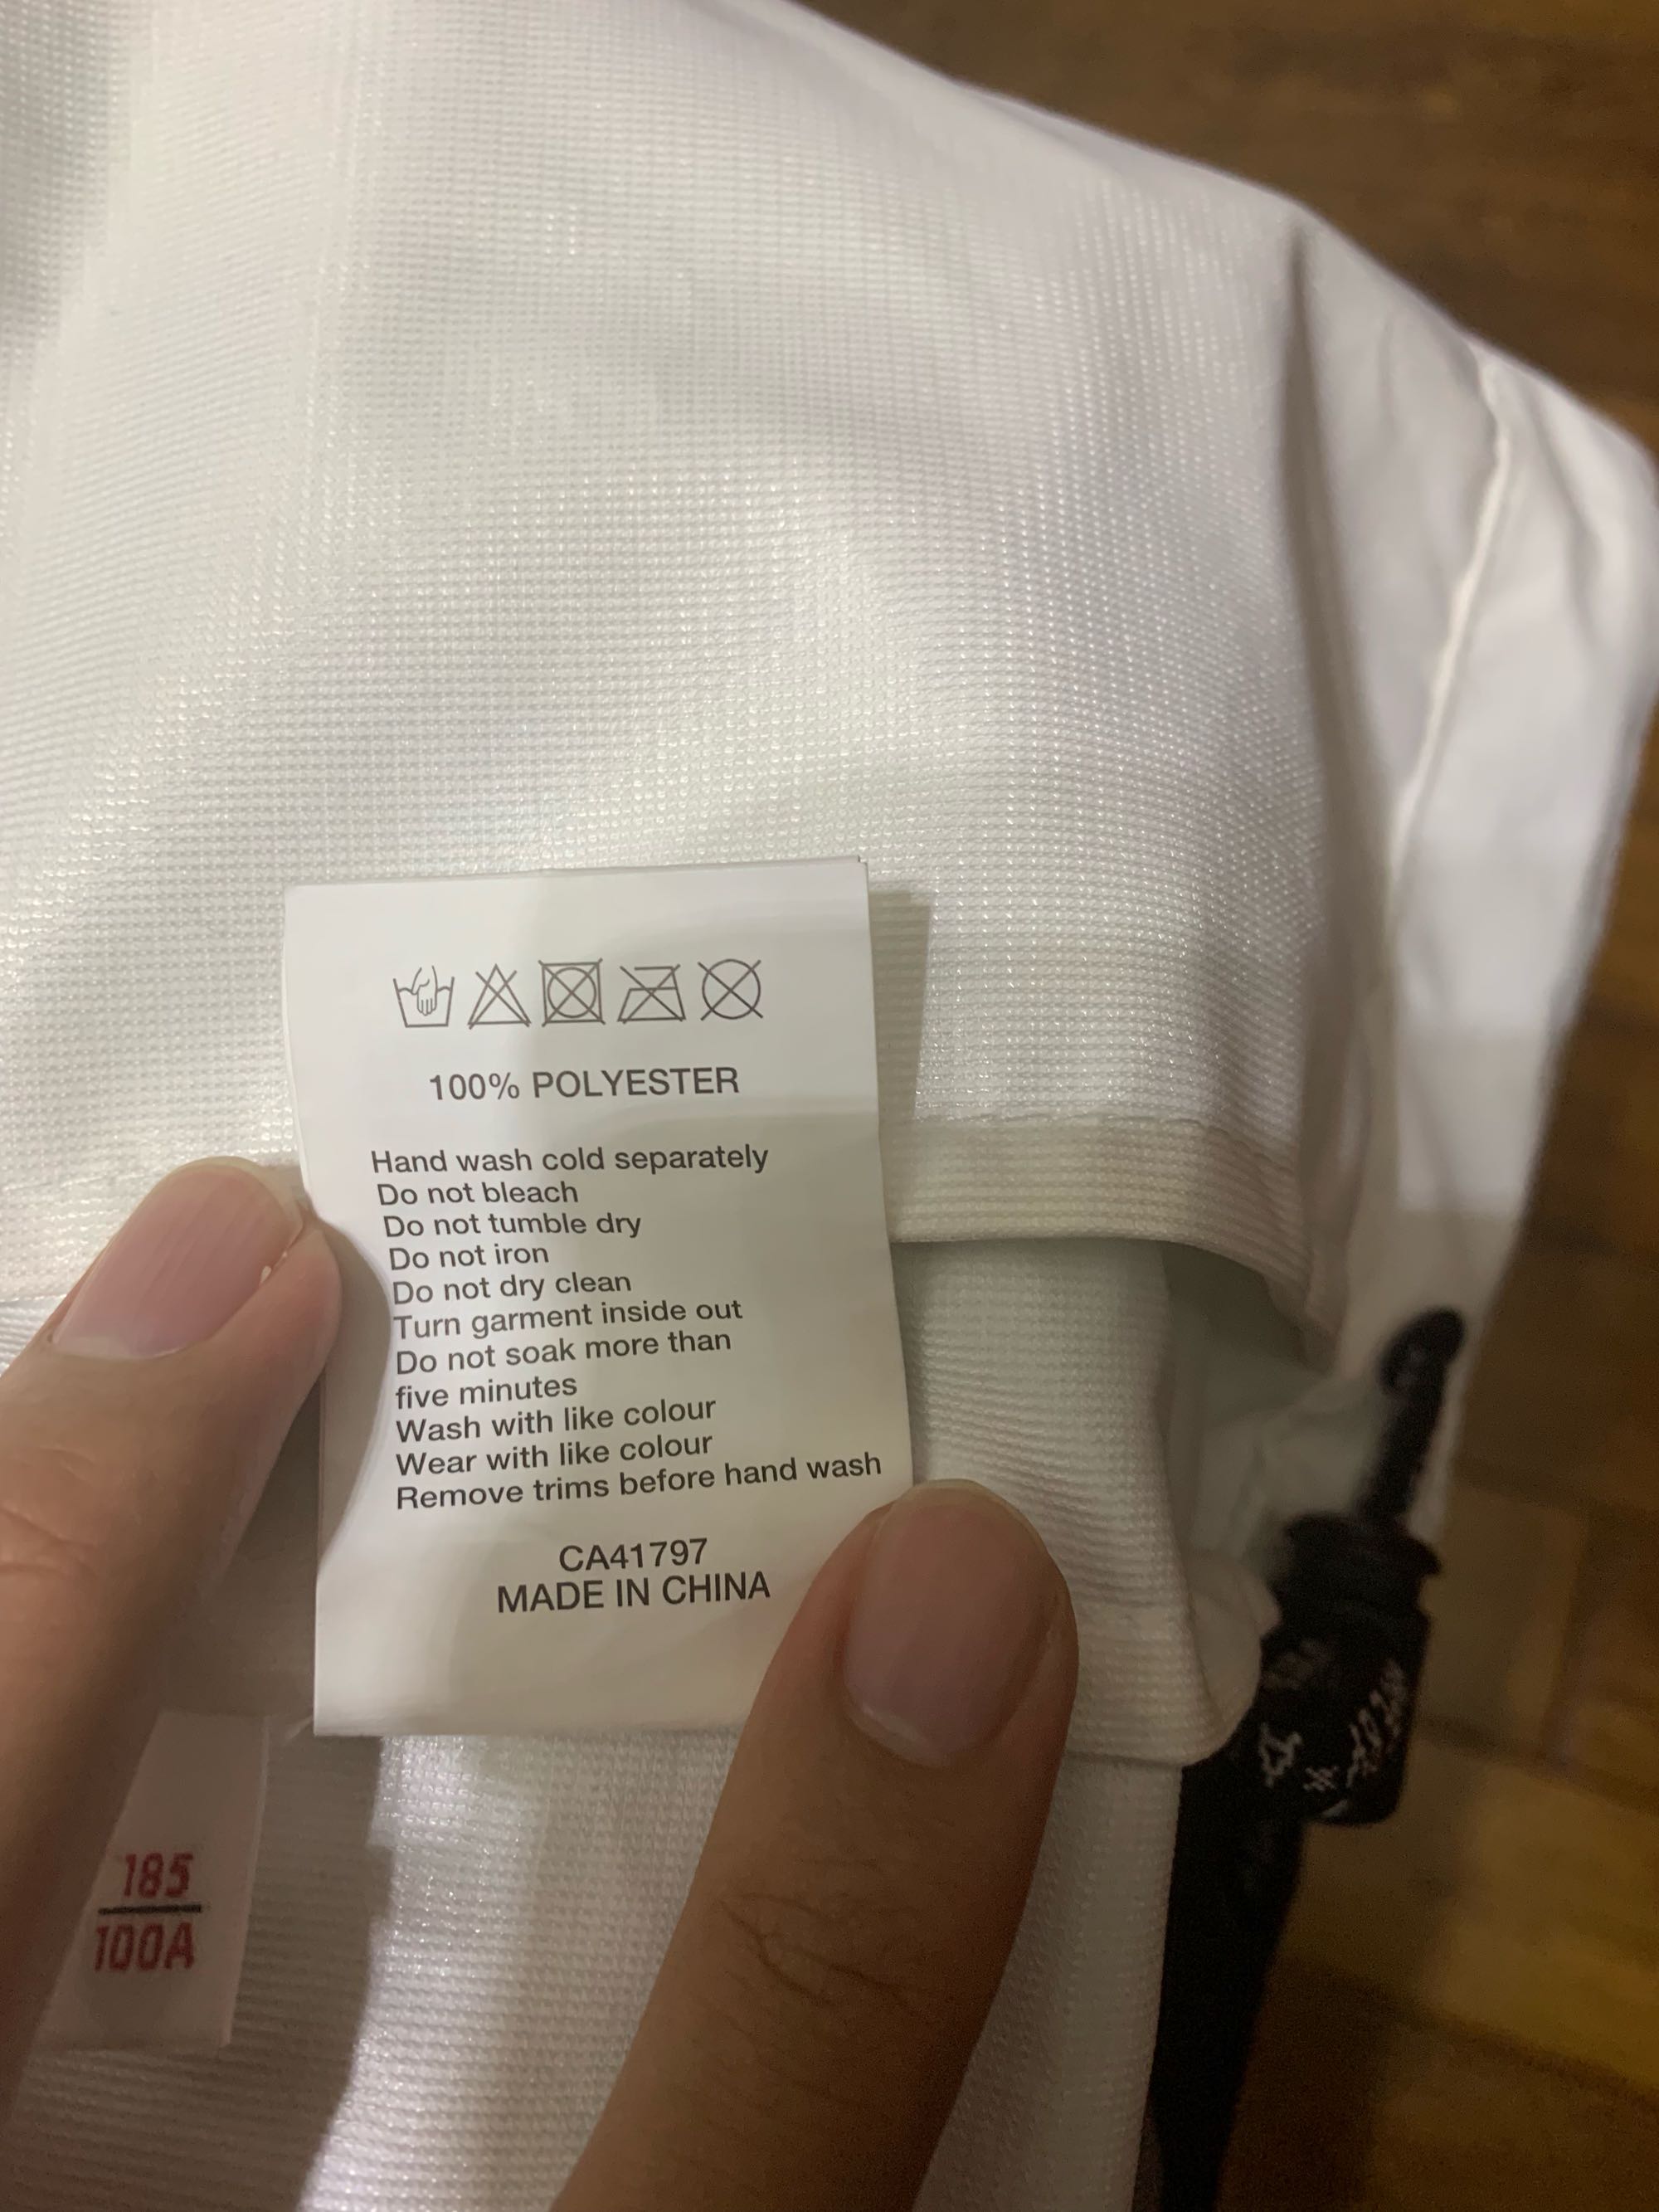 100% POLYESTER
Hand wash cold separately
Do not bleach
Do not tumble dry
Do not iron
Do not dry clean
Turn garment inside out
Do not soak more than
five minutes
Wash with like colour
Wear with like colour
Remove trims before hand wash
CA41797
MADE IN CHINA
185
100A